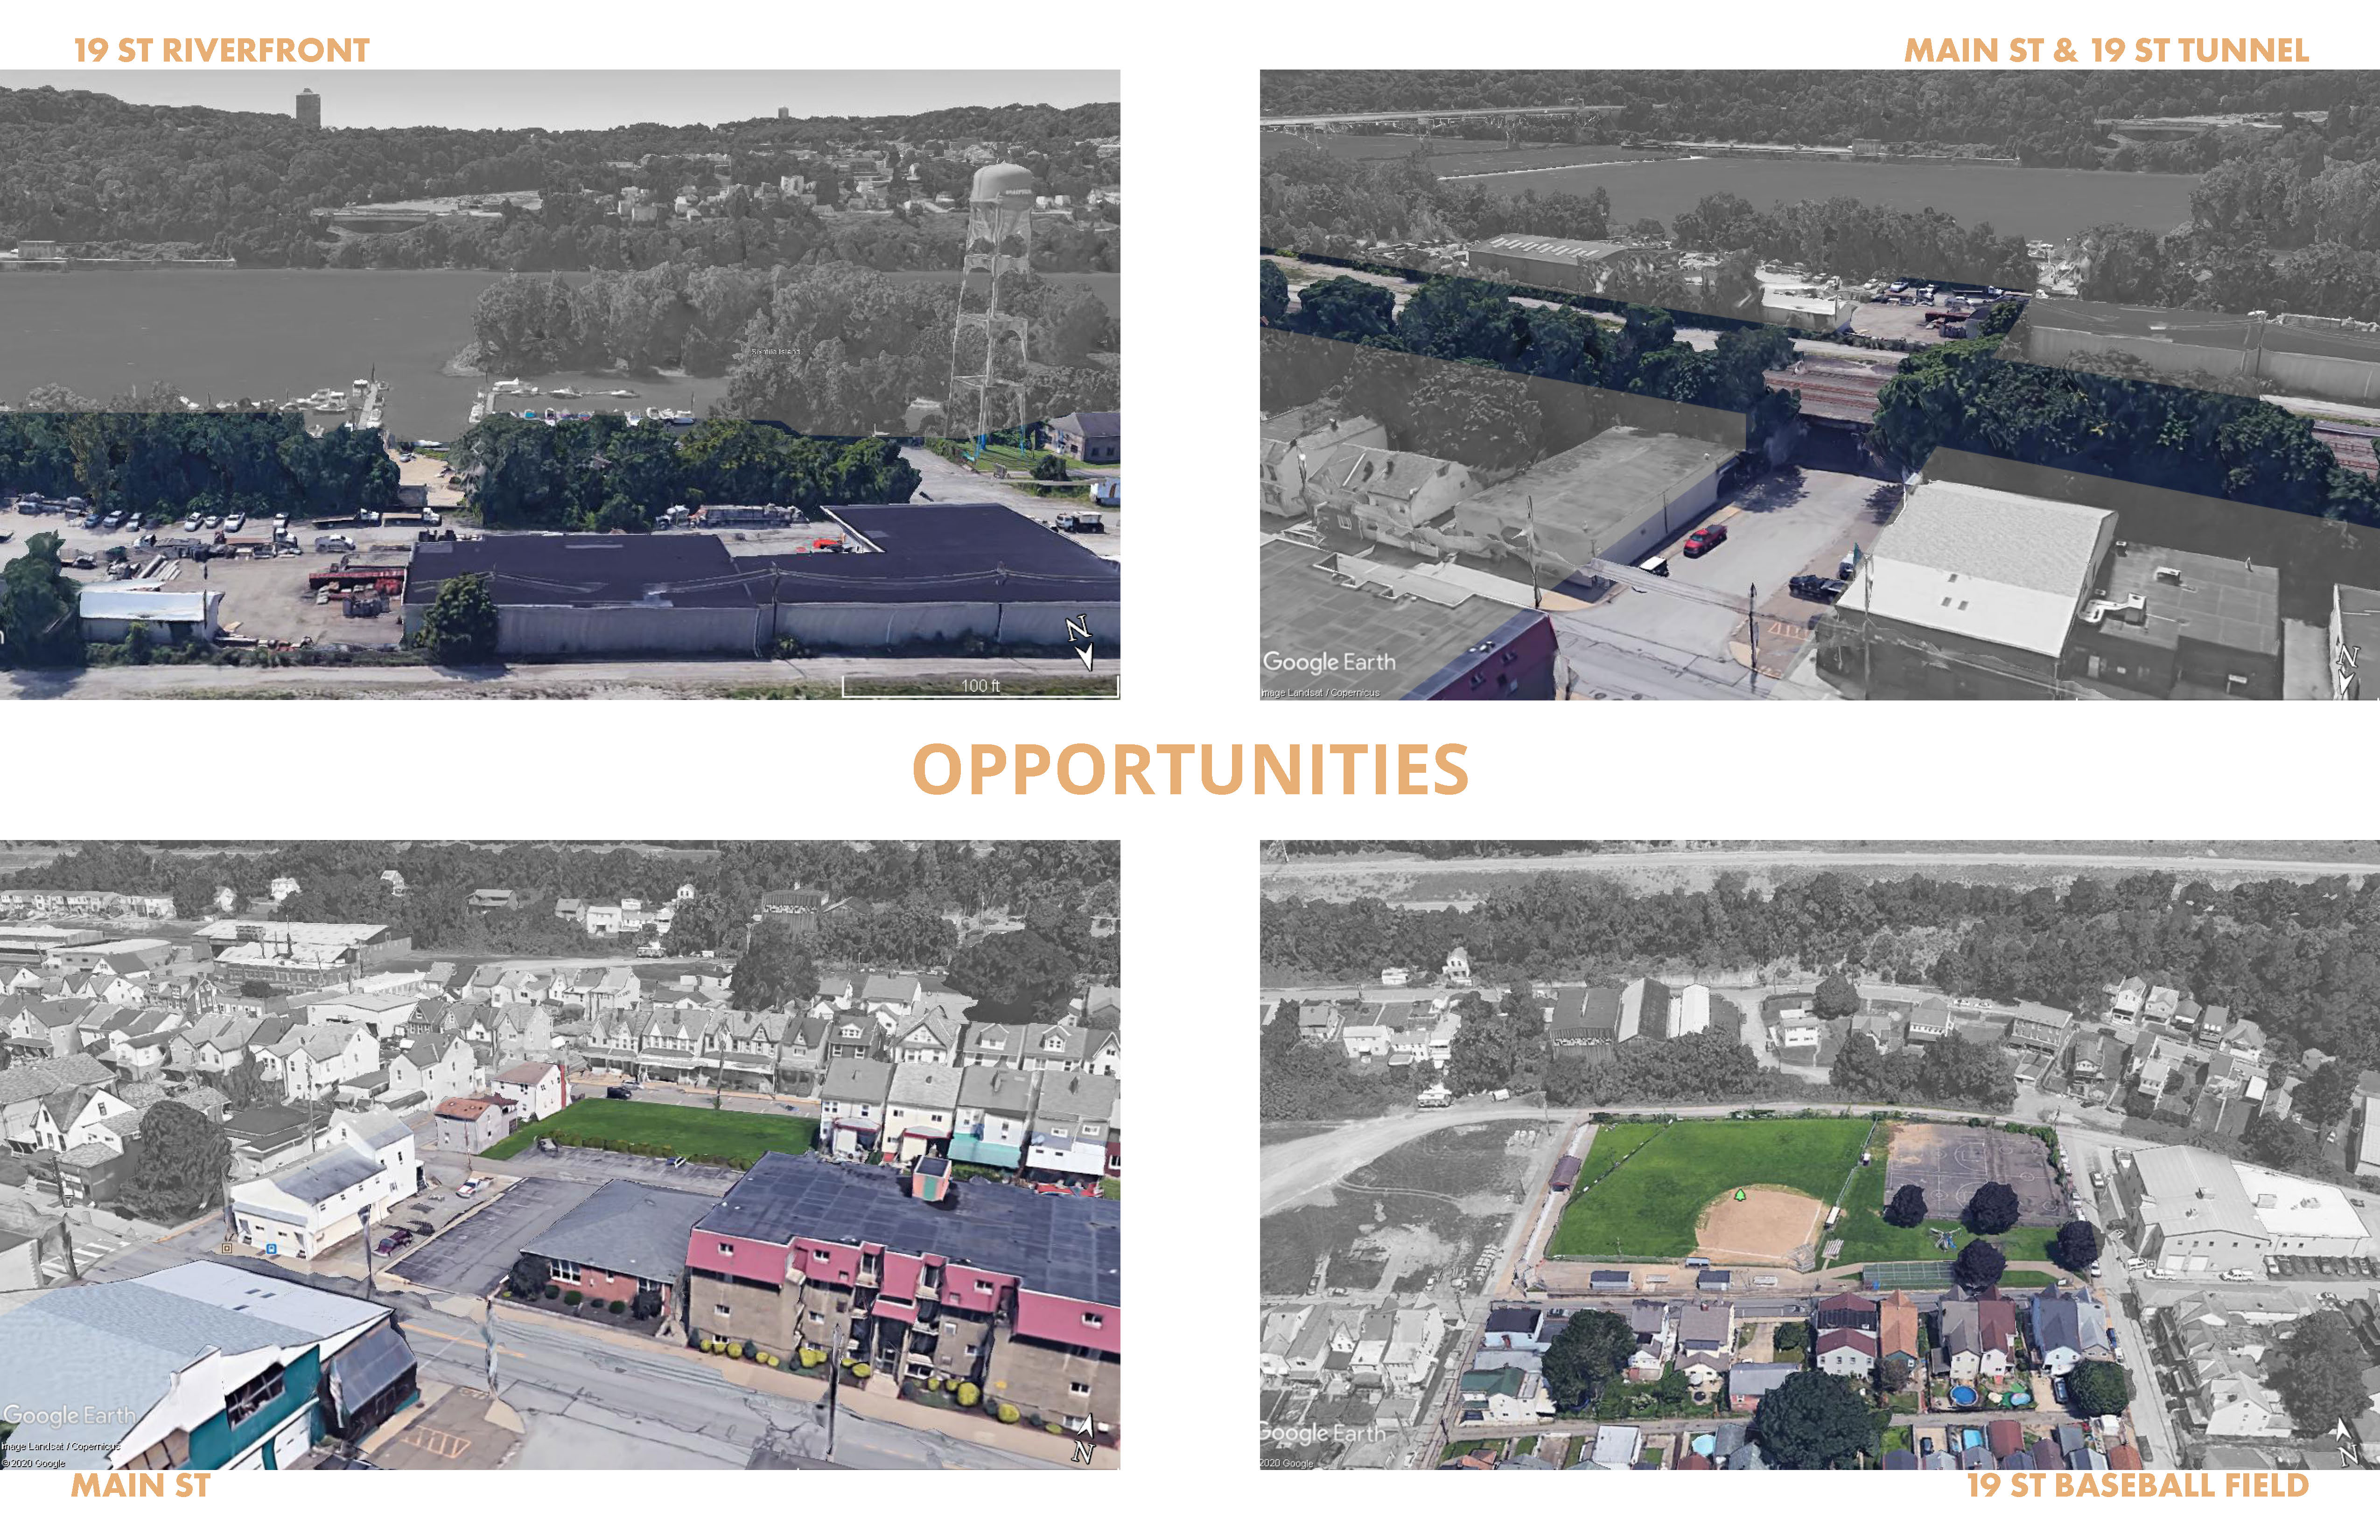 19 ST RIVERFRONT
MAIN ST & 19 ST TUNNEL
N
100 ft
Google Earth
Image Landsat / Copernicus
N
OPPORTUNITIES
Google Earth
Image Landsat / Copernicus
©2020 Google
N
Google Earth
2020 Google
N
MAIN ST
19 ST BASEBALL FIELD